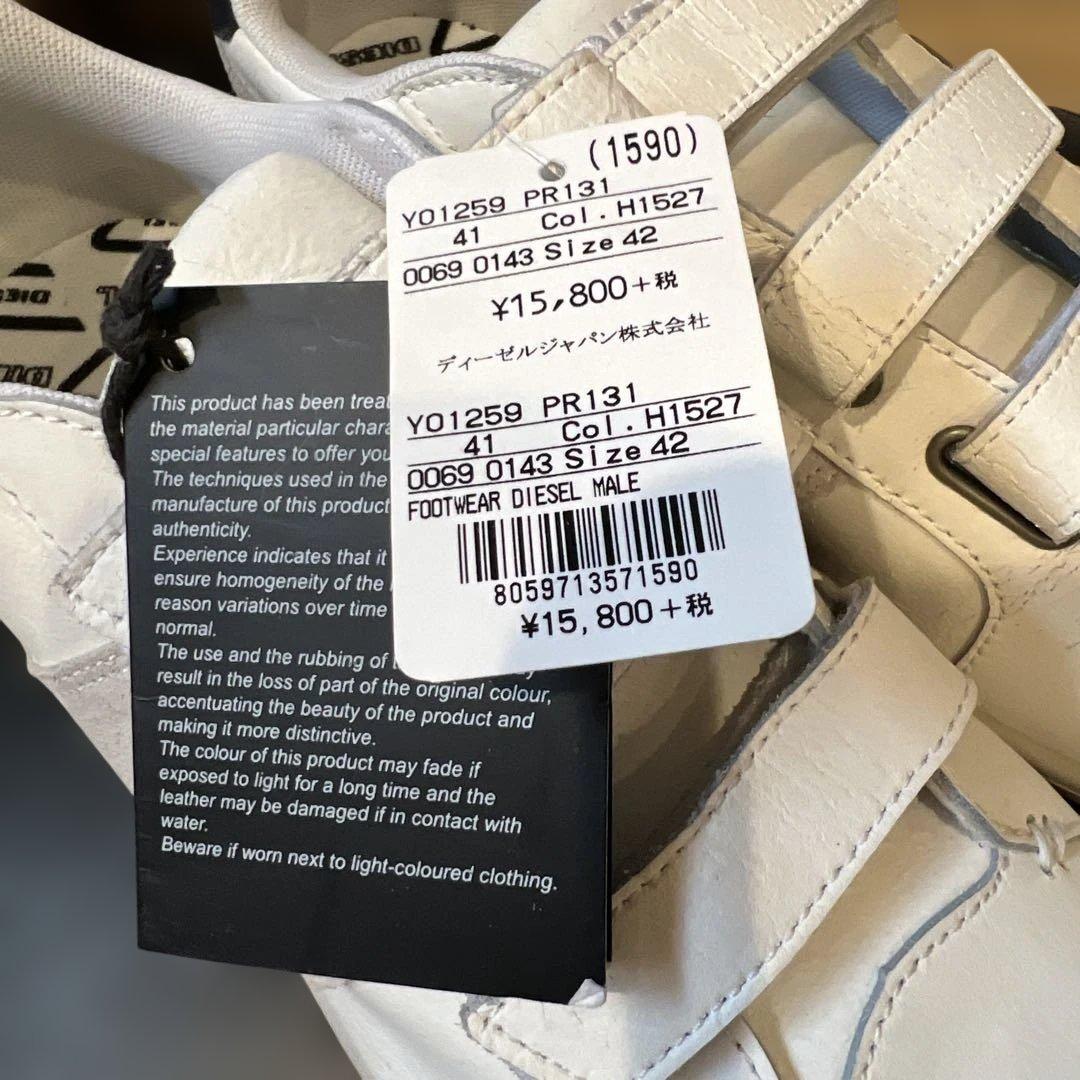 (1590)
YO1259 PR131
41 Col. H1527
0069 0143 Size 42
¥15,800+税
ディーゼルジャパン株式会社
YO1259 PR131
41 Col. H1527
0069 0143 Size 42
FOOTWEAR DIESEL MALE
8059713571590
¥15,800+税
This product has been
the material particular
special features to offer you
The techniques used in the
manufacture of this product
authenticity.
Experience indicates that it
ensure homogeneity of the
reason variations over time
normal.
The use and the rubbing of
result in the loss of part of the original colour,
accentuating the beauty of the product and
making it more distinctive.
The colour of this product may fade if
exposed to light for a long time and the
leather may be damaged if in contact with
water.
Beware if worn next to light-coloured clothing.